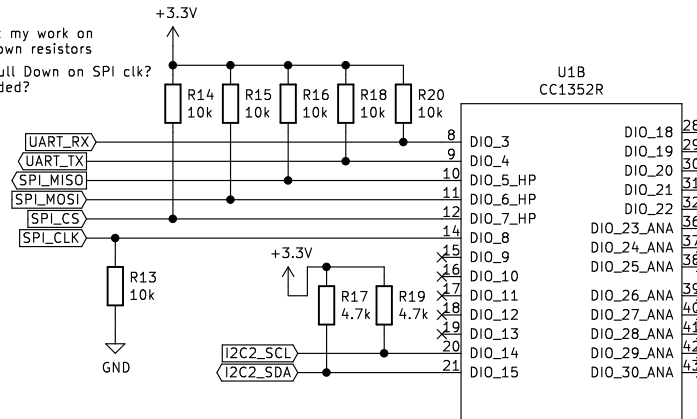 +3.3V
my work on
own resistors
ull Down on SPI clk?
ded?
U1B
CC1352R
R14 10k
R15 10k
R16 10k
R18 10k
R20 10k
UART_RX
UART_TX
SPI_MISO
SPI_MOSI
SPI_CS
SPI_CLK
8 DIO_3
9 DIO_4
10 DIO_5_HP
11 DIO_6_HP
12 DIO_7_HP
14 DIO_8
15 DIO_9
16 DIO_10
17 DIO_11
18 DIO_12
19 DIO_13
20 DIO_14
21 DIO_15
DIO_18 28
DIO_19 29
DIO_20 30
DIO_21 31
DIO_22 32
DIO_23_ANA 36
DIO_24_ANA 37
DIO_25_ANA 38
DIO_26_ANA 39
DIO_27_ANA 40
DIO_28_ANA 41
DIO_29_ANA 42
DIO_30_ANA 43
R13
10k
GND
+3.3V
R17 4.7k
R19 4.7k
I2C2_SCL
I2C2_SDA